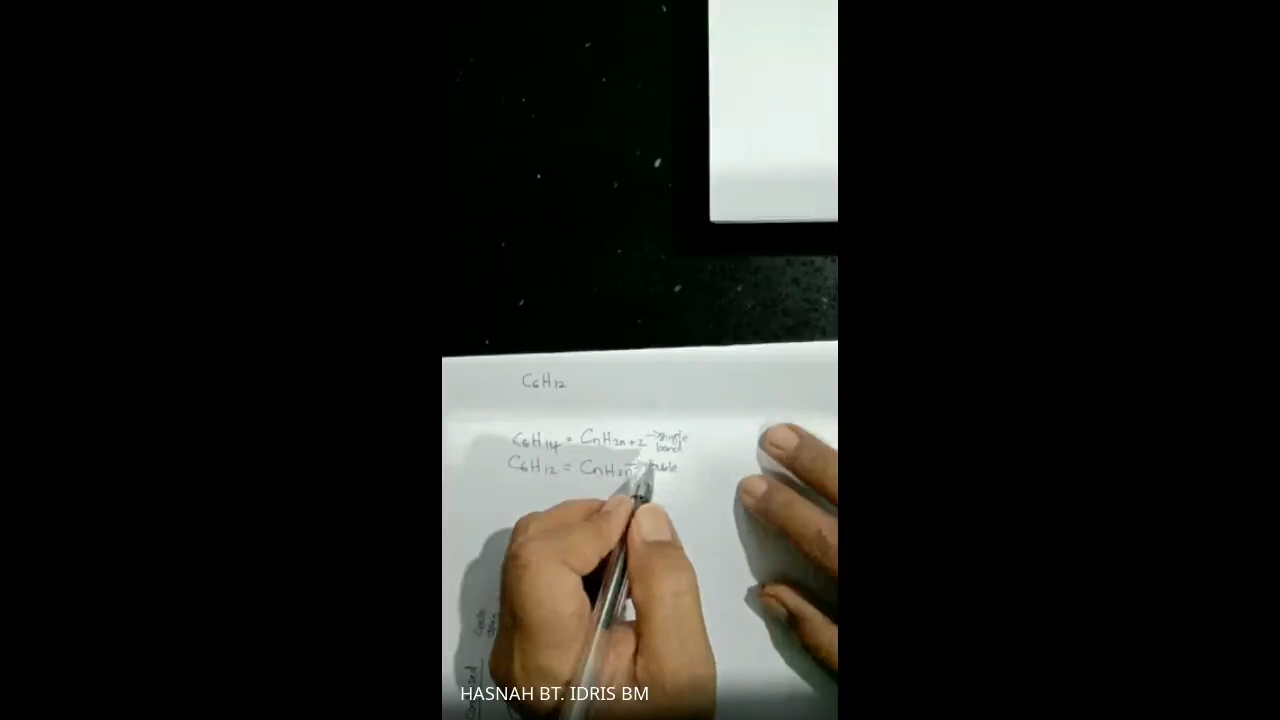 C6H12
C6H14 = CnH2n+2 → single
bond
C6H12 = CnH2n → double
HASNAH BT. IDRIS BM